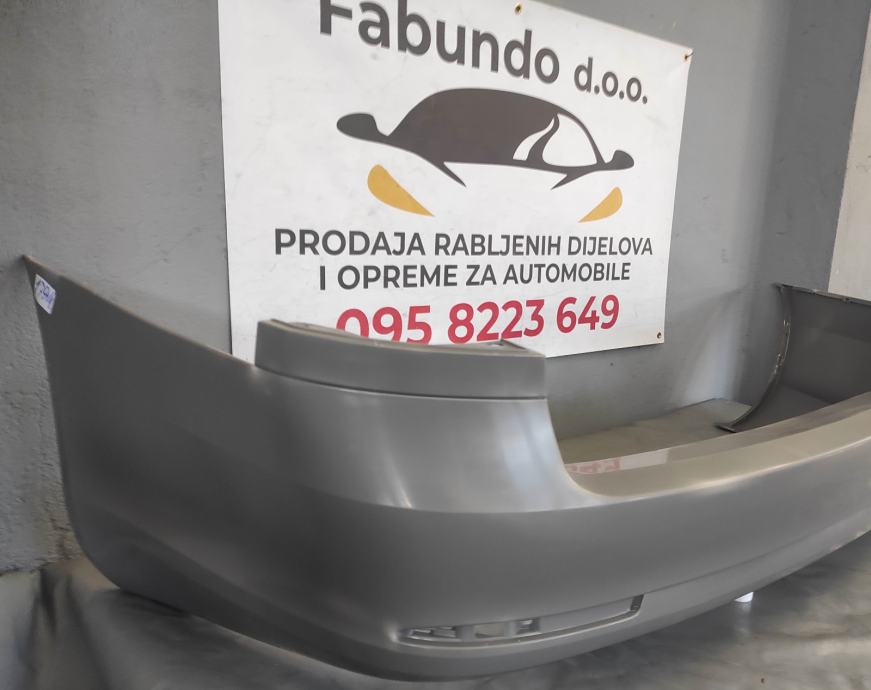 Fabundo d.o.o.
PRODAJA RABLJENIH DIJELOVA
I OPREME ZA AUTOMOBILE
095 8223 649